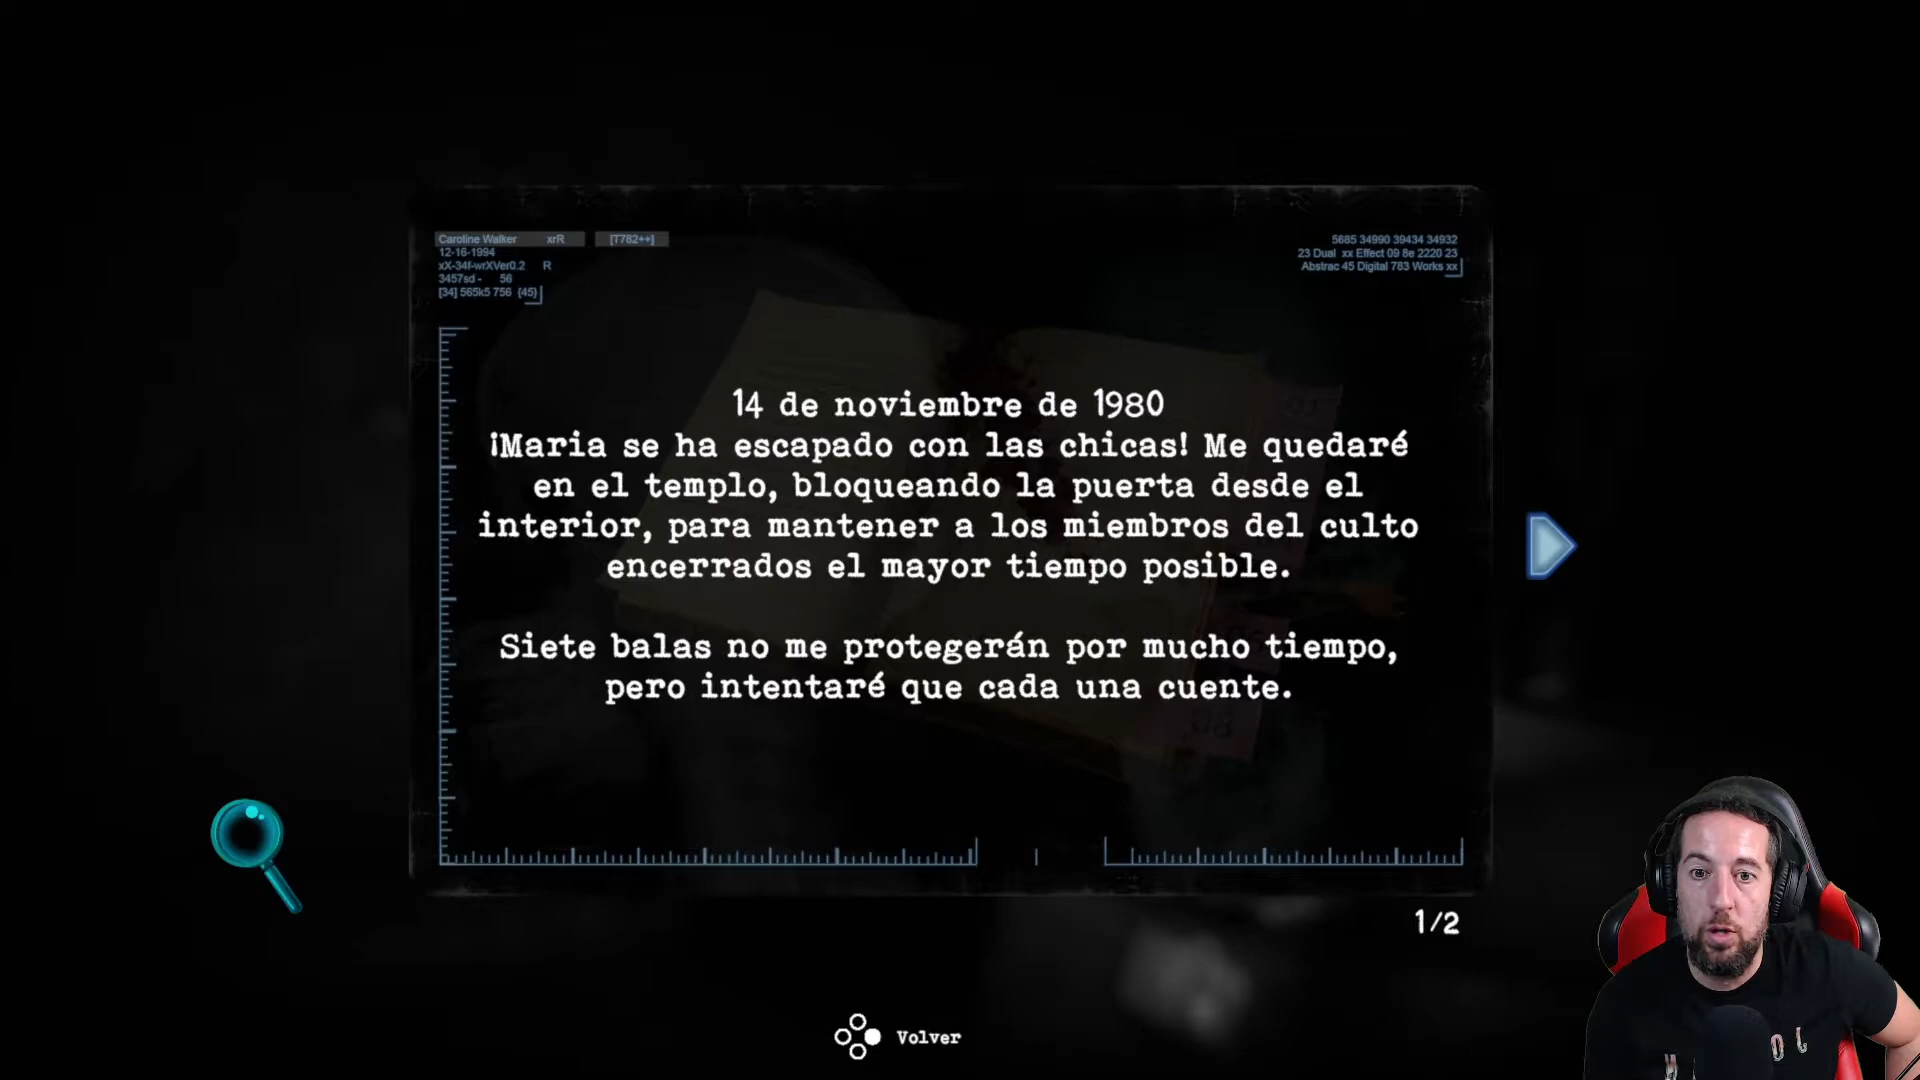 Caroline Walker xrR [T782++]
12-16-1994
xX-34f-wrXVer0.2 R
3457sd - 56
[34] 565k5 756 {45}
5685 34990 39434 34932
23 Dual xx Effect 09 8e 2220 23
Abstrac 45 Digital 783 Works xx
14 de noviembre de 1980
¡Maria se ha escapado con las chicas! Me quedaré
en el templo, bloqueando la puerta desde el
interior, para mantener a los miembros del culto
encerrados el mayor tiempo posible.
Siete balas no me protegerán por mucho tiempo,
pero intentaré que cada una cuente.
1/2
Volver